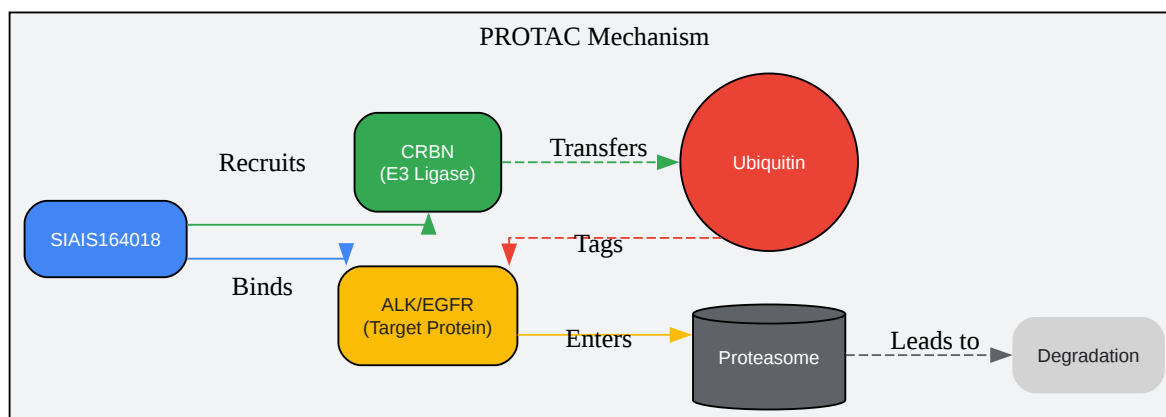 PROTAC Mechanism
Recruits
CRBN
(E3 Ligase)
Transfers
Ubiquitin
SIAIS164018
Binds
Tags
ALK/EGFR
(Target Protein)
Enters
Proteasome
Leads to
Degradation